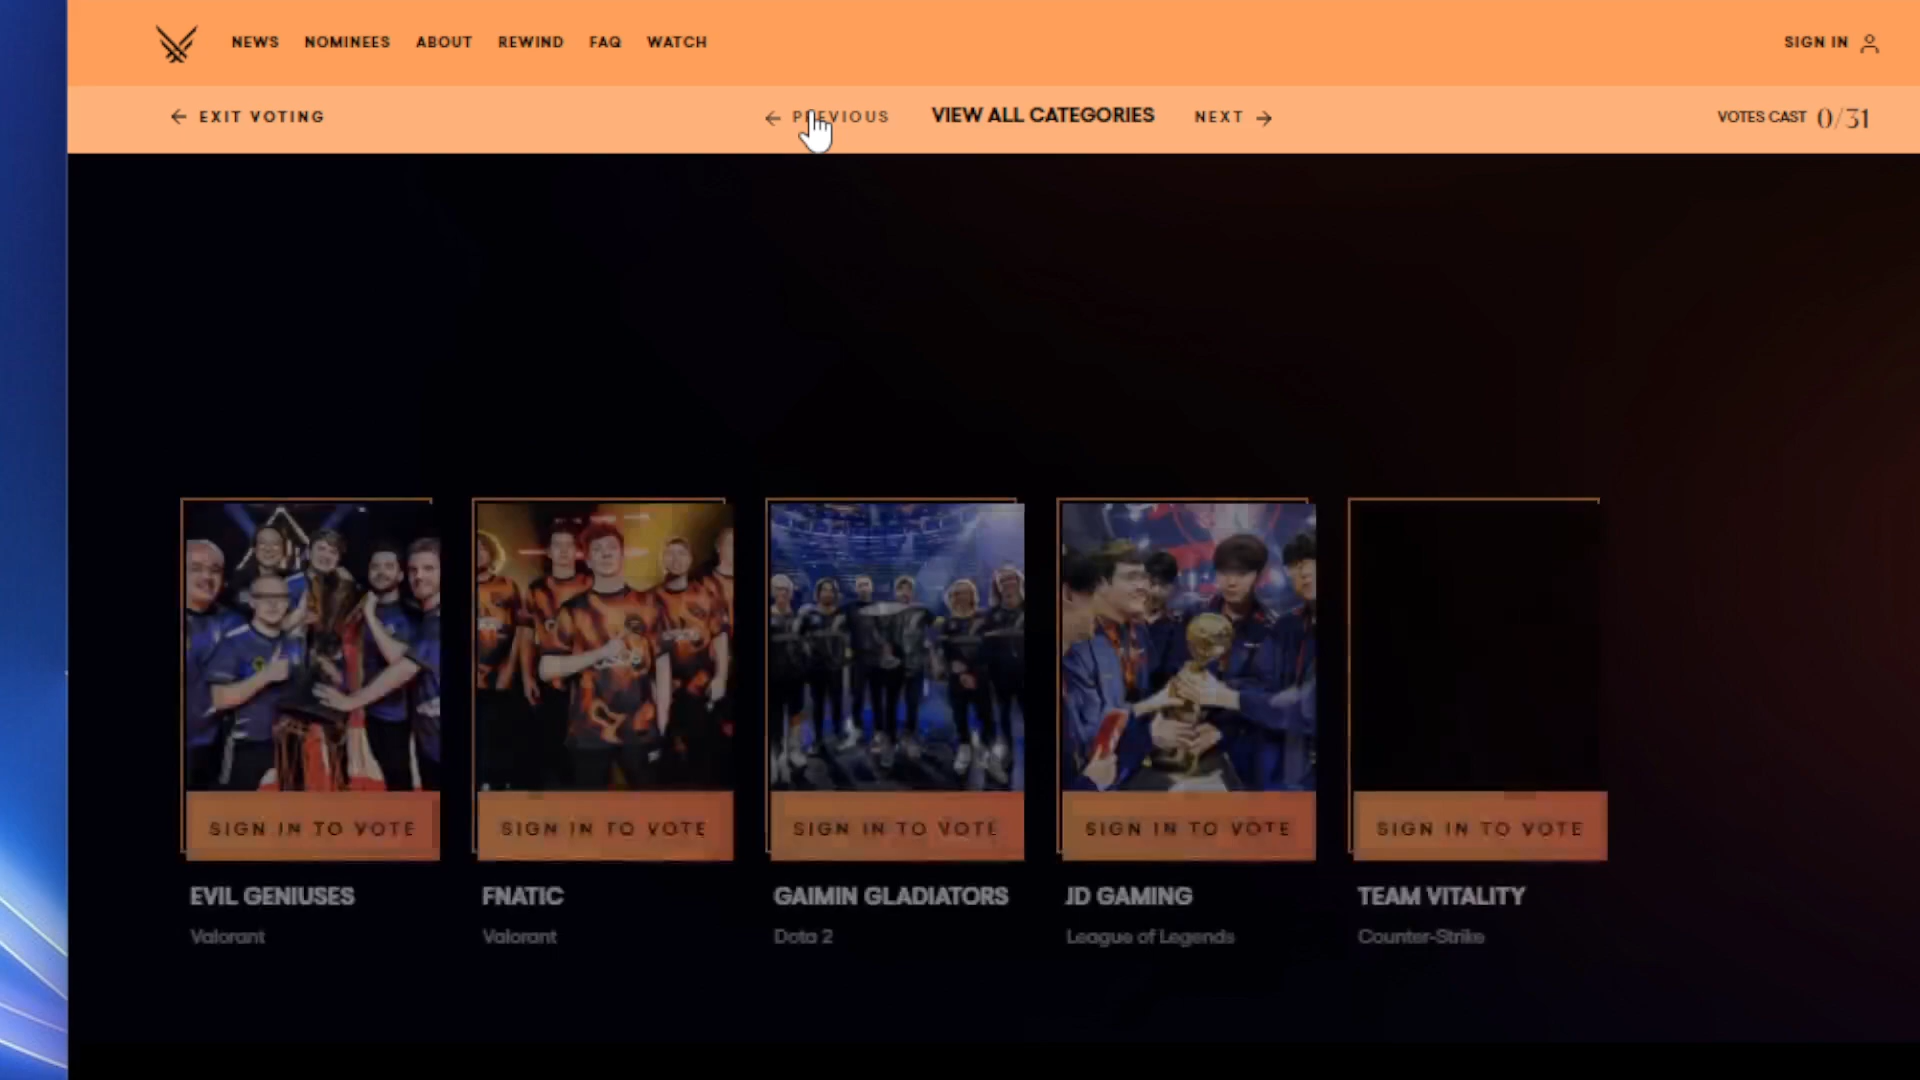 NEWS NOMINEES ABOUT REWIND FAQ WATCH SIGN IN
EXIT VOTING PREVIOUS VIEW ALL CATEGORIES NEXT VOTES CAST 0/31
SIGN IN TO VOTE SIGN IN TO VOTE SIGN IN TO VOTE SIGN IN TO VOTE SIGN IN TO VOTE
EVIL GENIUSES FNATIC GAIMIN GLADIATORS JD GAMING TEAM VITALITY
Valorant Valorant Dota 2 League of Legends Counter-Strike